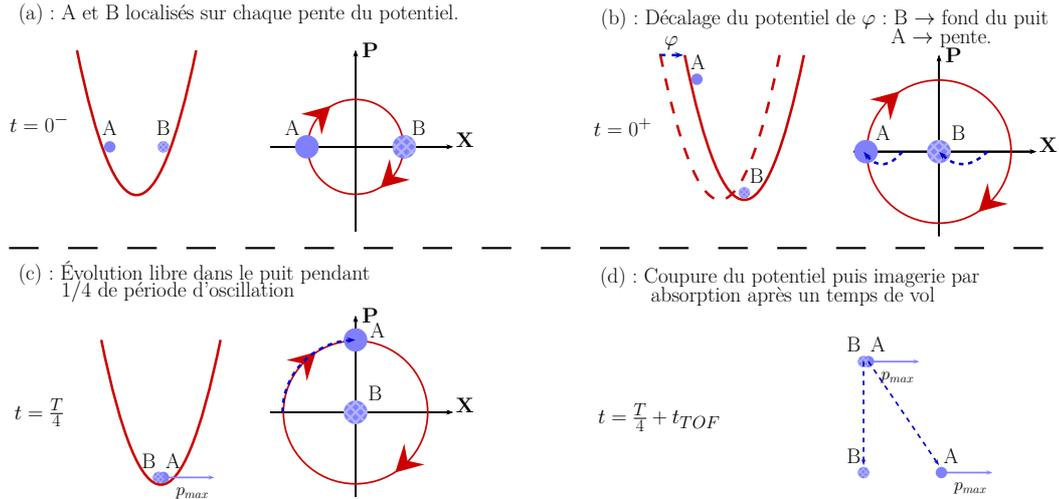 (a) : A et B localisés sur chaque pente du potentiel.
t = 0⁻
A
B
P
A
B
X
(b) : Décalage du potentiel de φ : B → fond du puit
A → pente.
φ
A
t = 0⁺
B
P
A
B
X
(c) : Évolution libre dans le puit pendant
1/4 de période d'oscillation
t = T/4
B A
p_max
P
A
B
X
(d) : Coupure du potentiel puis imagerie par
absorption après un temps de vol
t = T/4 + t_TOF
B A
p_max
B
A
p_max